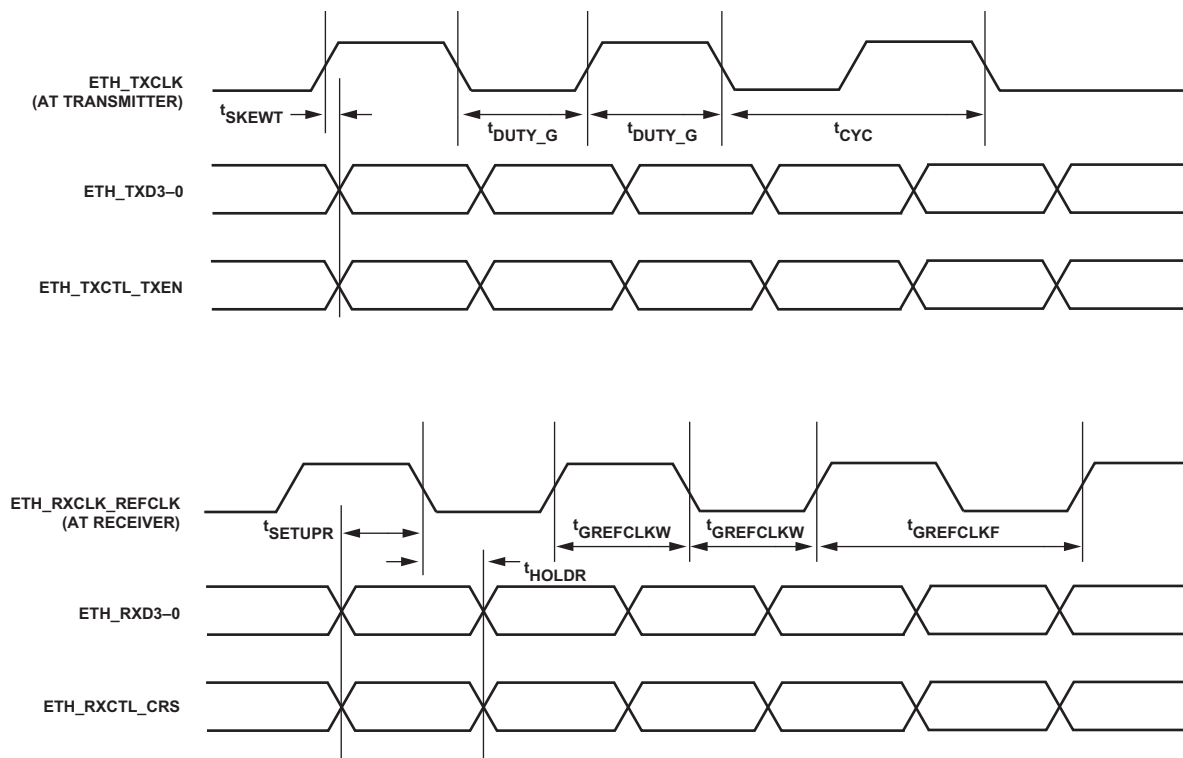 ETH_TXCLK
(AT TRANSMITTER)
tSKEWT
tDUTY_G
tDUTY_G
tCYC
ETH_TXD3–0
ETH_TXCTL_TXEN
ETH_RXCLK_REFCLK
(AT RECEIVER)
tSETUPR
tGREFCLKW
tGREFCLKW
tGREFCLKF
tHOLDR
ETH_RXD3–0
ETH_RXCTL_CRS